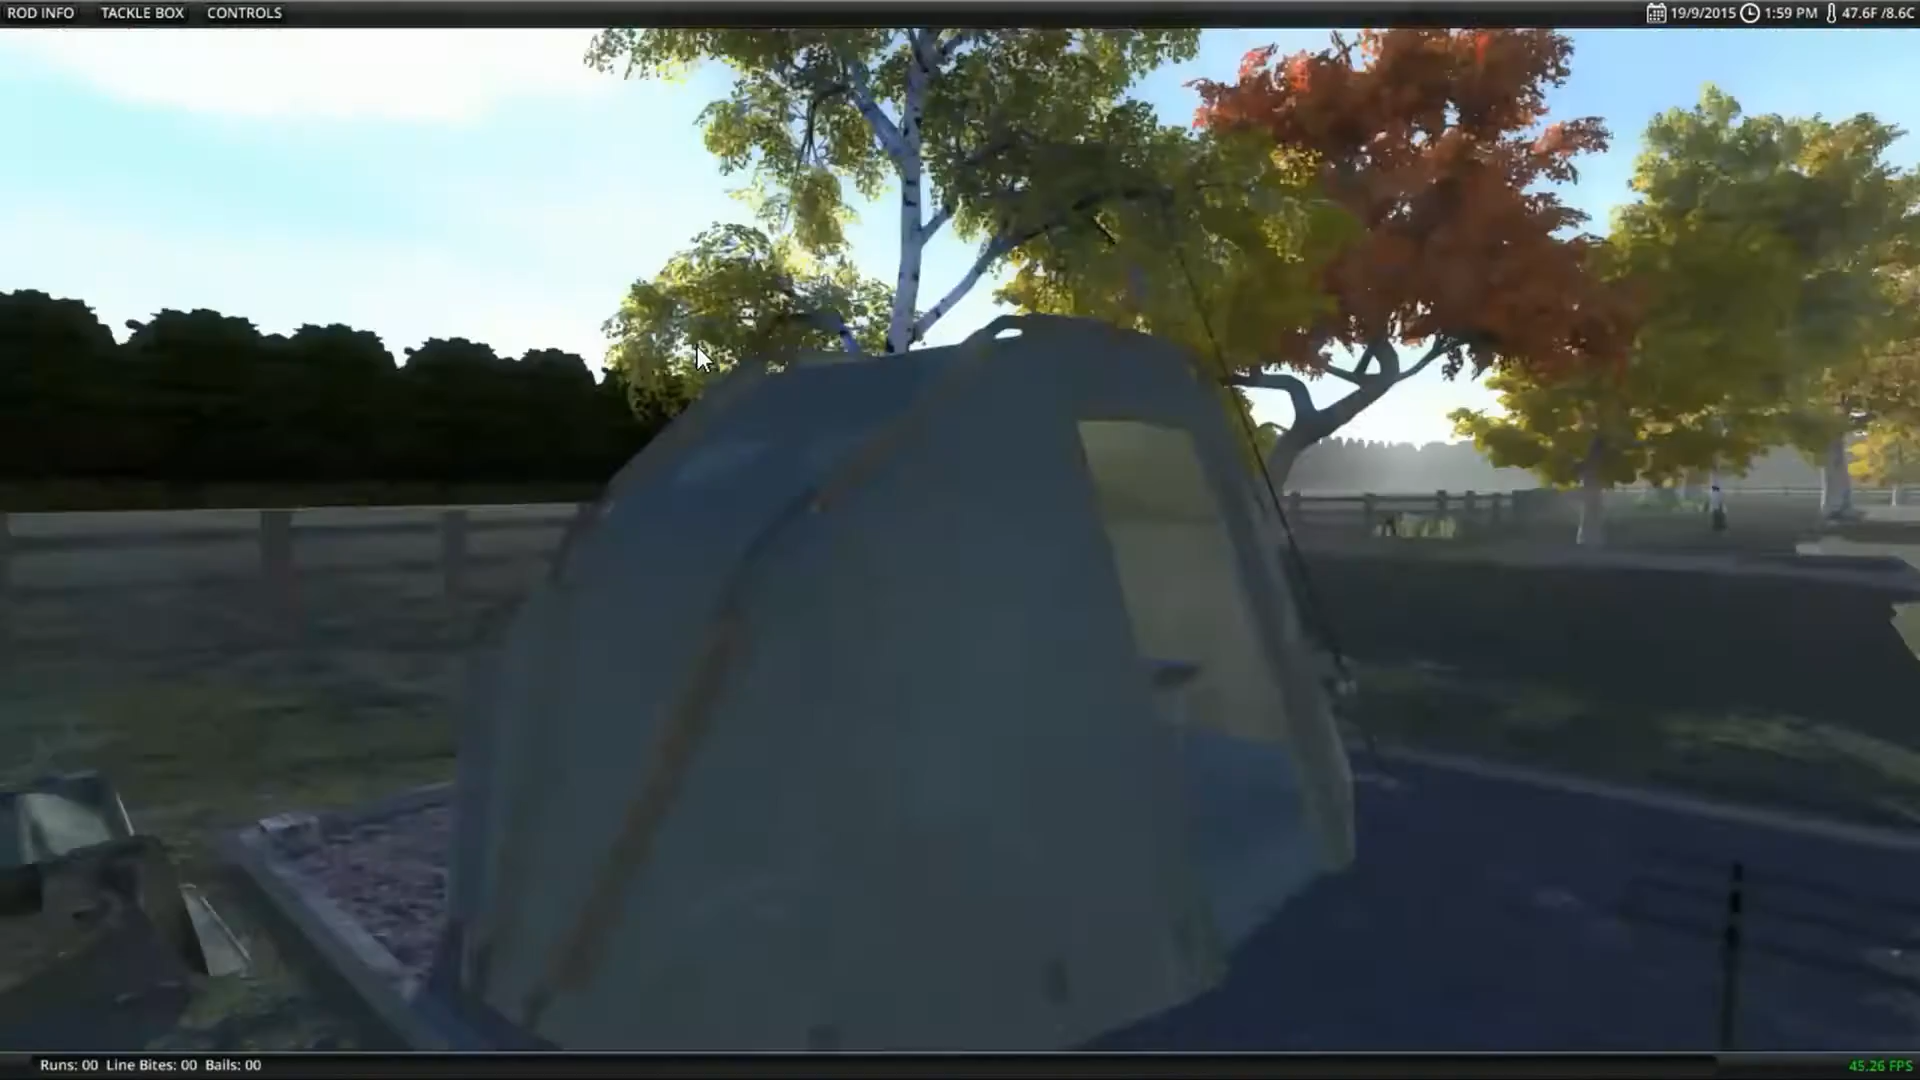 ROD INFO TACKLE BOX CONTROLS 19/9/2015 1:59 PM 47.6F /8.6C
Runs: 00 Line Bites: 00 Bails: 00 45.26 FPS